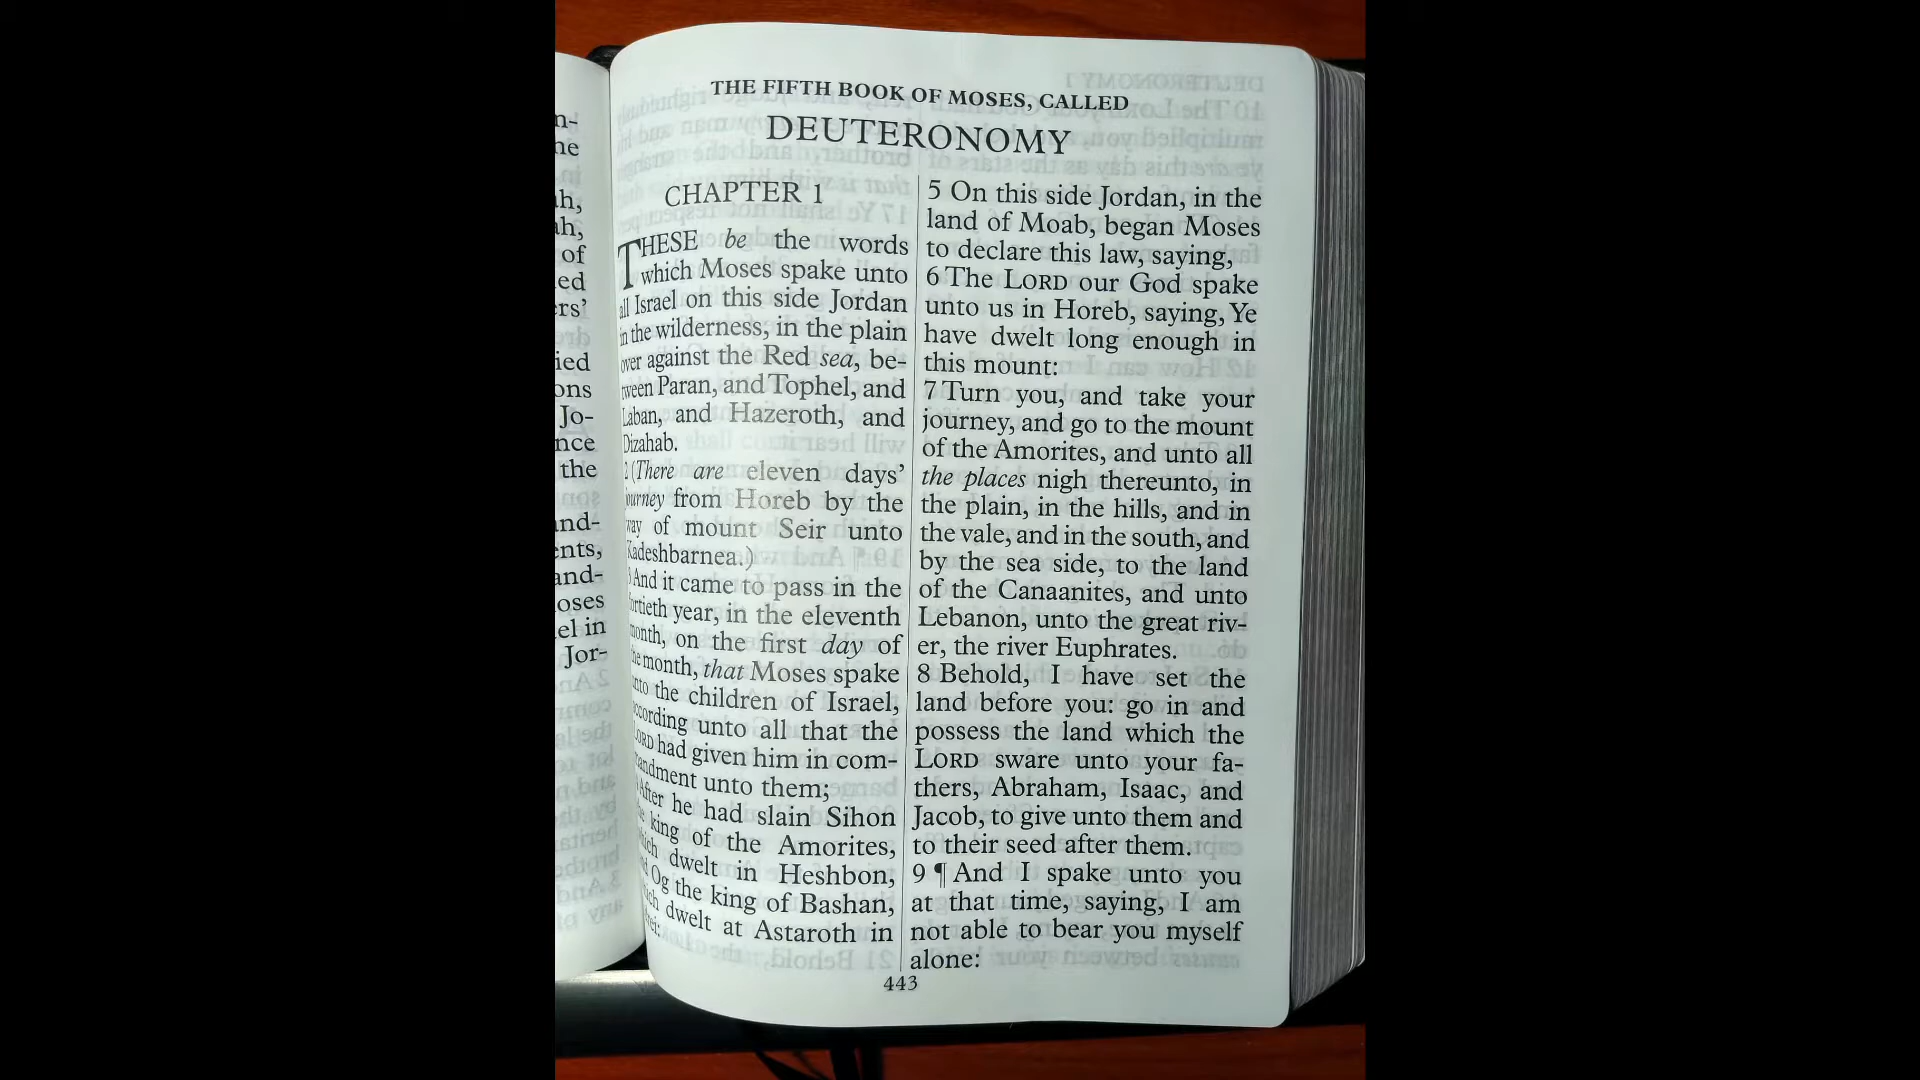 THE FIFTH BOOK OF MOSES, CALLED
DEUTERONOMY
CHAPTER 1
THESE be the words
which Moses spake unto
all Israel on this side Jordan
in the wilderness, in the plain
over against the Red sea, be-
tween Paran, and Tophel, and
Laban, and Hazeroth, and
Dizahab.
2 (There are eleven days'
journey from Horeb by the
way of mount Seir unto
Kadeshbarnea.)
3 And it came to pass in the
fortieth year, in the eleventh
month, on the first day of
the month, that Moses spake
unto the children of Israel,
according unto all that the
LORD had given him in com-
mandment unto them;
4 After he had slain Sihon
the king of the Amorites,
which dwelt in Heshbon,
and Og the king of Bashan,
which dwelt at Astaroth in
Edrei:
5 On this side Jordan, in the
land of Moab, began Moses
to declare this law, saying,
6 The LORD our God spake
unto us in Horeb, saying, Ye
have dwelt long enough in
this mount:
7 Turn you, and take your
journey, and go to the mount
of the Amorites, and unto all
the places nigh thereunto, in
the plain, in the hills, and in
the vale, and in the south, and
by the sea side, to the land
of the Canaanites, and unto
Lebanon, unto the great riv-
er, the river Euphrates.
8 Behold, I have set the
land before you: go in and
possess the land which the
LORD sware unto your fa-
thers, Abraham, Isaac, and
Jacob, to give unto them and
to their seed after them.
9 ¶ And I spake unto you
at that time, saying, I am
not able to bear you myself
alone:
443